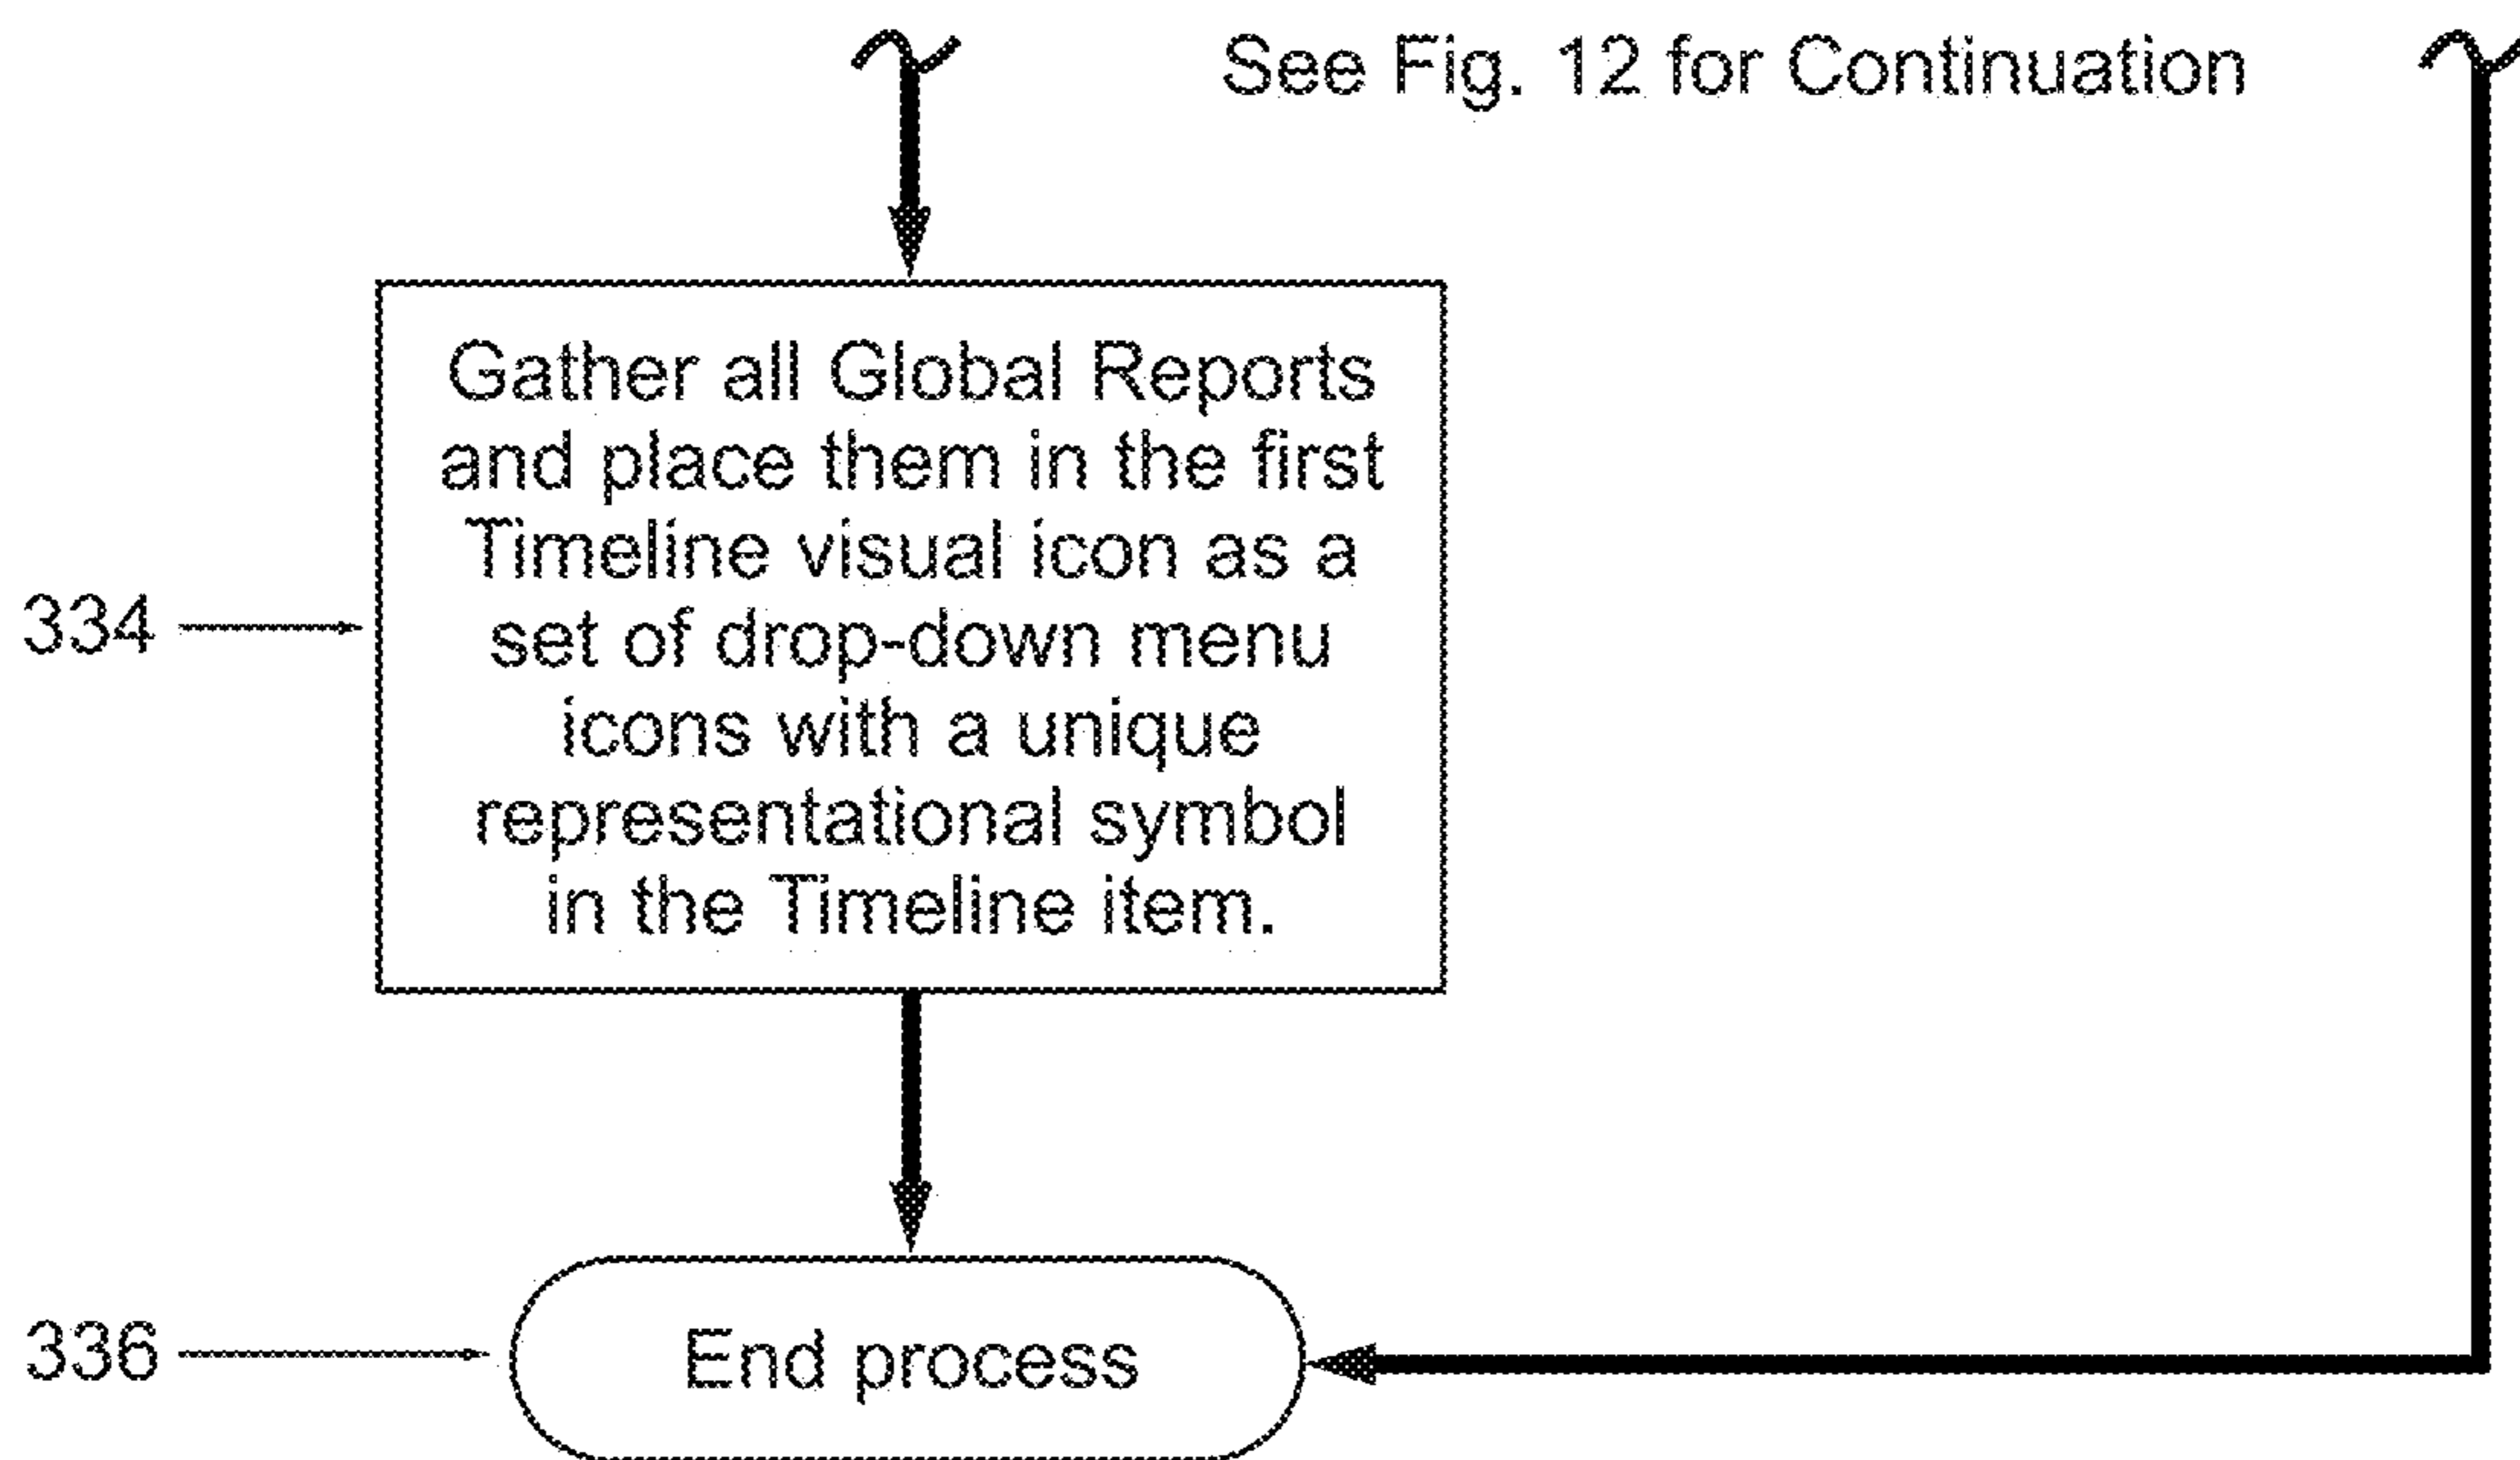 See Fig. 12 for Continuation
Gather all Global Reports
and place them in the first
Timeline visual icon as a
set of drop-down menu
icons with a unique
representational symbol
in the Timeline item.
334
End process
336